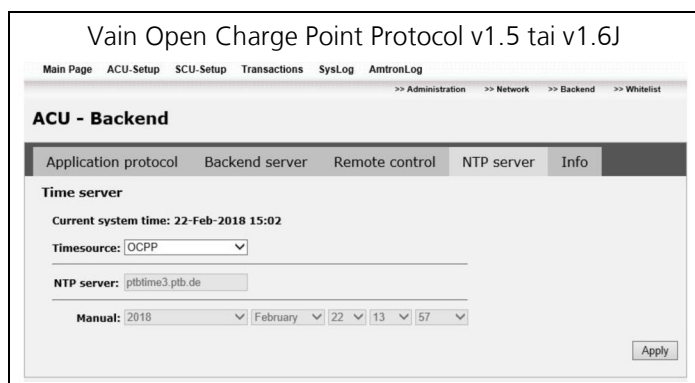 Vain Open Charge Point Protocol v1.5 tai v1.6J
Main Page ACU-Setup SCU-Setup Transactions SysLog AmtronLog
>> Administration >> Network >> Backend >> Whitelist
ACU - Backend
Application protocol Backend server Remote control NTP server Info
Time server
Current system time: 22-Feb-2018 15:02
Timesource: OCPP
NTP server: ptbtime3.ptb.de
Manual: 2018 February 22 13 57
Apply